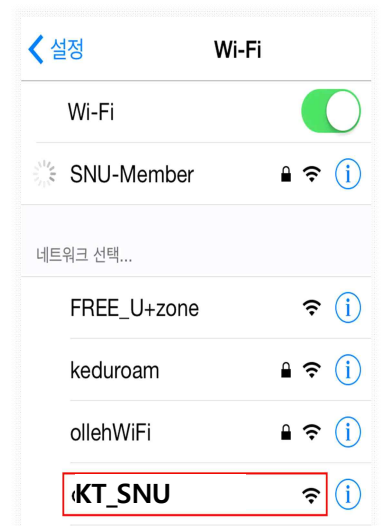 설정 Wi-Fi
Wi-Fi
SNU-Member
네트워크 선택...
FREE_U+zone
keduroam
ollehWiFi
KT_SNU